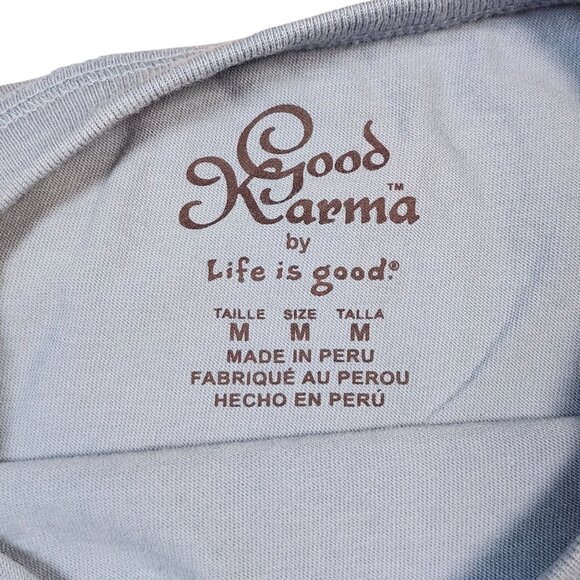 Good
Karma™
by
Life is good.®
TAILLE SIZE TALLA
M M M
MADE IN PERU
FABRIQUÉ AU PEROU
HECHO EN PERÚ